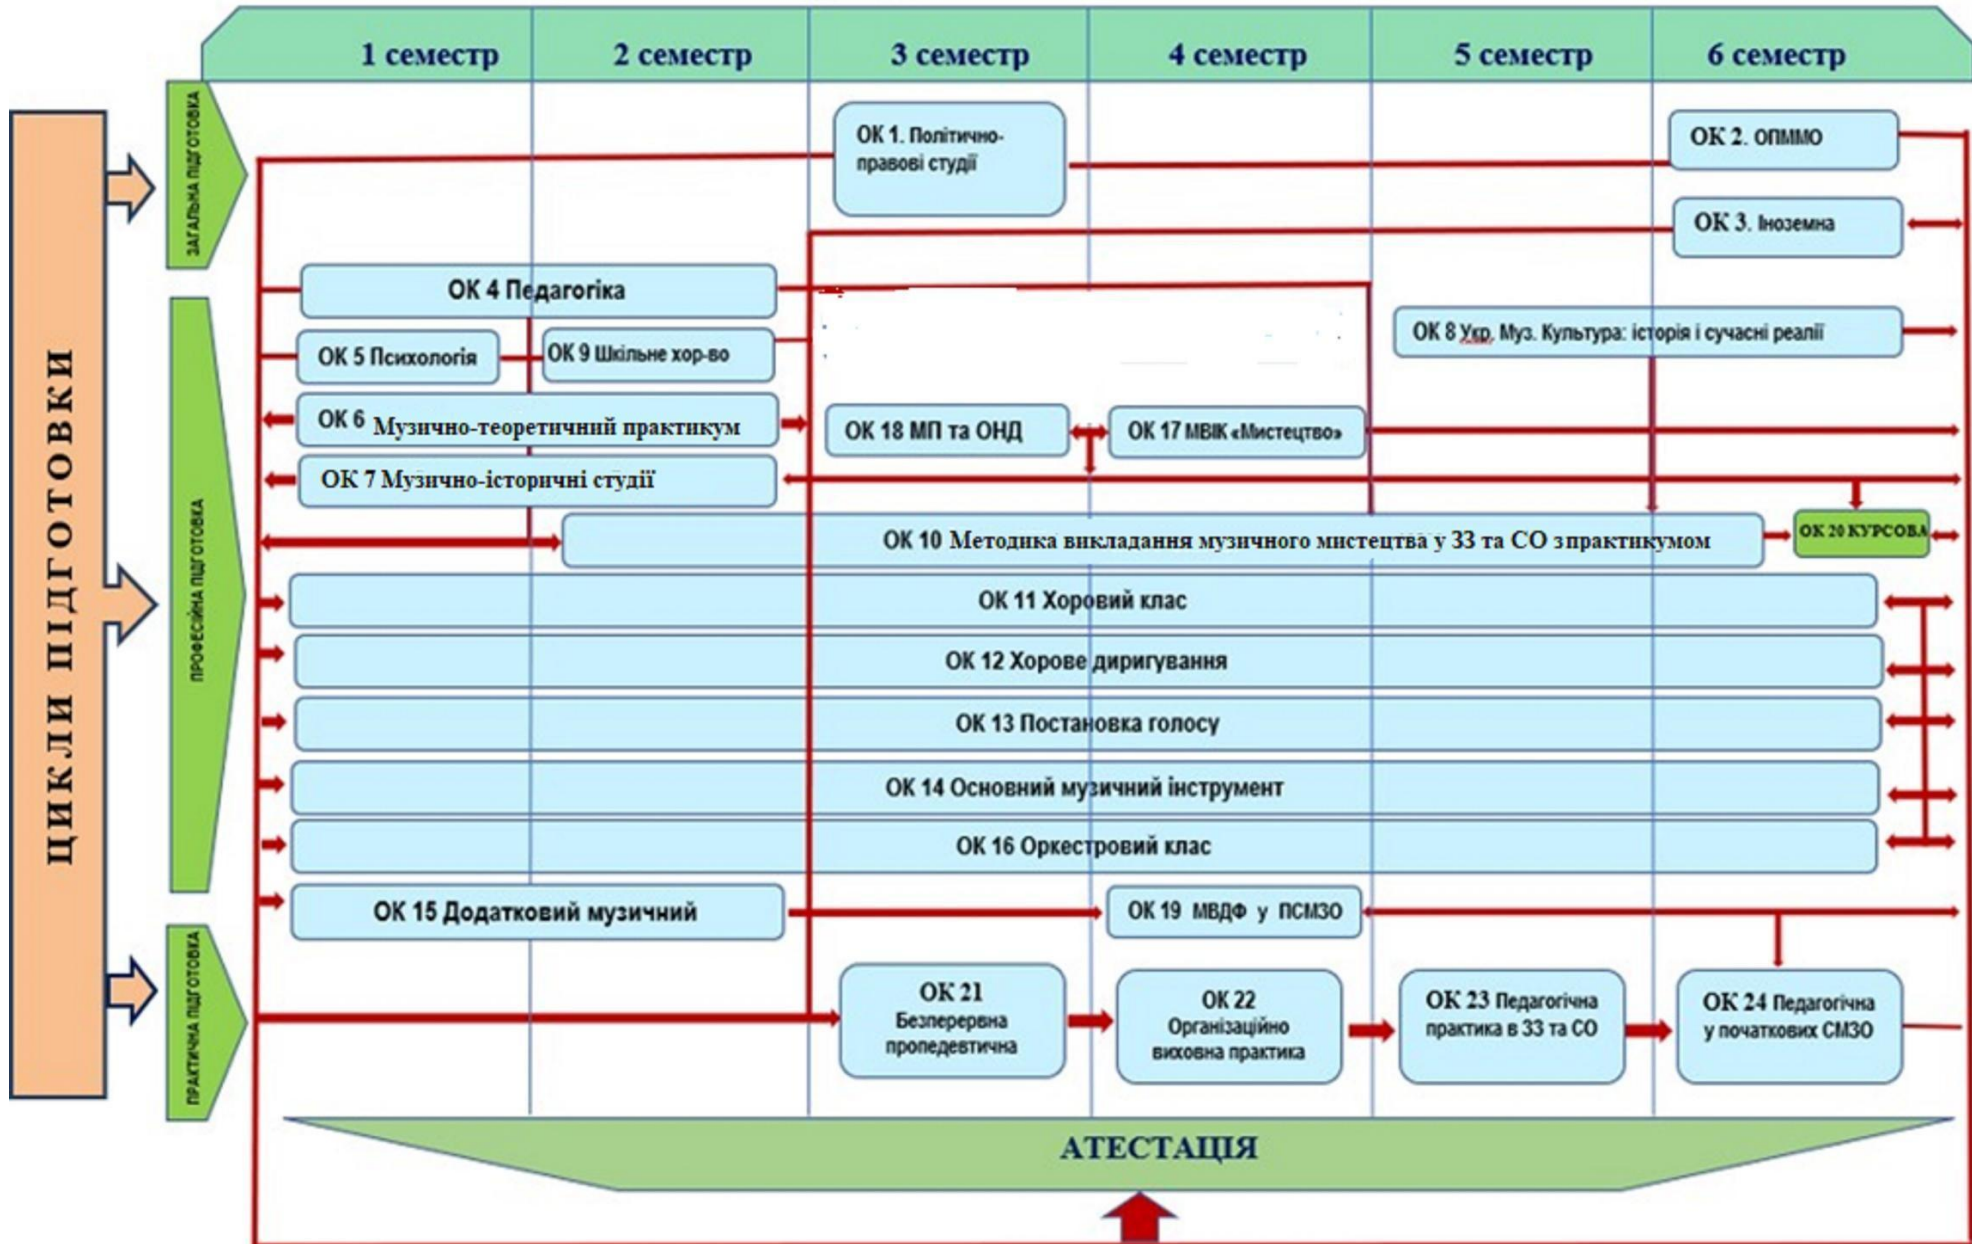 1 семестр
2 семестр
3 семестр
4 семестр
5 семестр
6 семестр
ЦИКЛИ ПІДГОТОВКИ
ЗАГАЛЬНА ПІДГОТОВКА
ОК 1. Політично-
правові студії
ОК 2. ОПММО
ОК 3. Іноземна
ПРОФЕСІЙНА ПІДГОТОВКА
ОК 4 Педагогіка
ОК 5 Психологія
ОК 9 Шкільне хор-во
ОК 8 Укр. Муз. Культура: історія і сучасні реалії
ОК 6 Музично-теоретичний практикум
ОК 18 МП та ОНД
ОК 17 МВІК «Мистецтво»
ОК 7 Музично-історичні студії
ОК 10 Методика викладання музичного мистецтва у ЗЗ та СО з практикумом
ОК 20 КУРСОВА
ОК 11 Хоровий клас
ОК 12 Хорове диригування
ОК 13 Постановка голосу
ОК 14 Основний музичний інструмент
ОК 16 Оркестровий клас
ОК 15 Додатковий музичний
ОК 19 МВДФ у ПСМЗО
ПРАКТИЧНА ПІДГОТОВКА
ОК 21
Безперервна
пропедевтична
ОК 22
Організаційно
виховна практика
ОК 23 Педагогічна
практика в ЗЗ та СО
ОК 24 Педагогічна
у початкових СМЗО
АТЕСТАЦІЯ